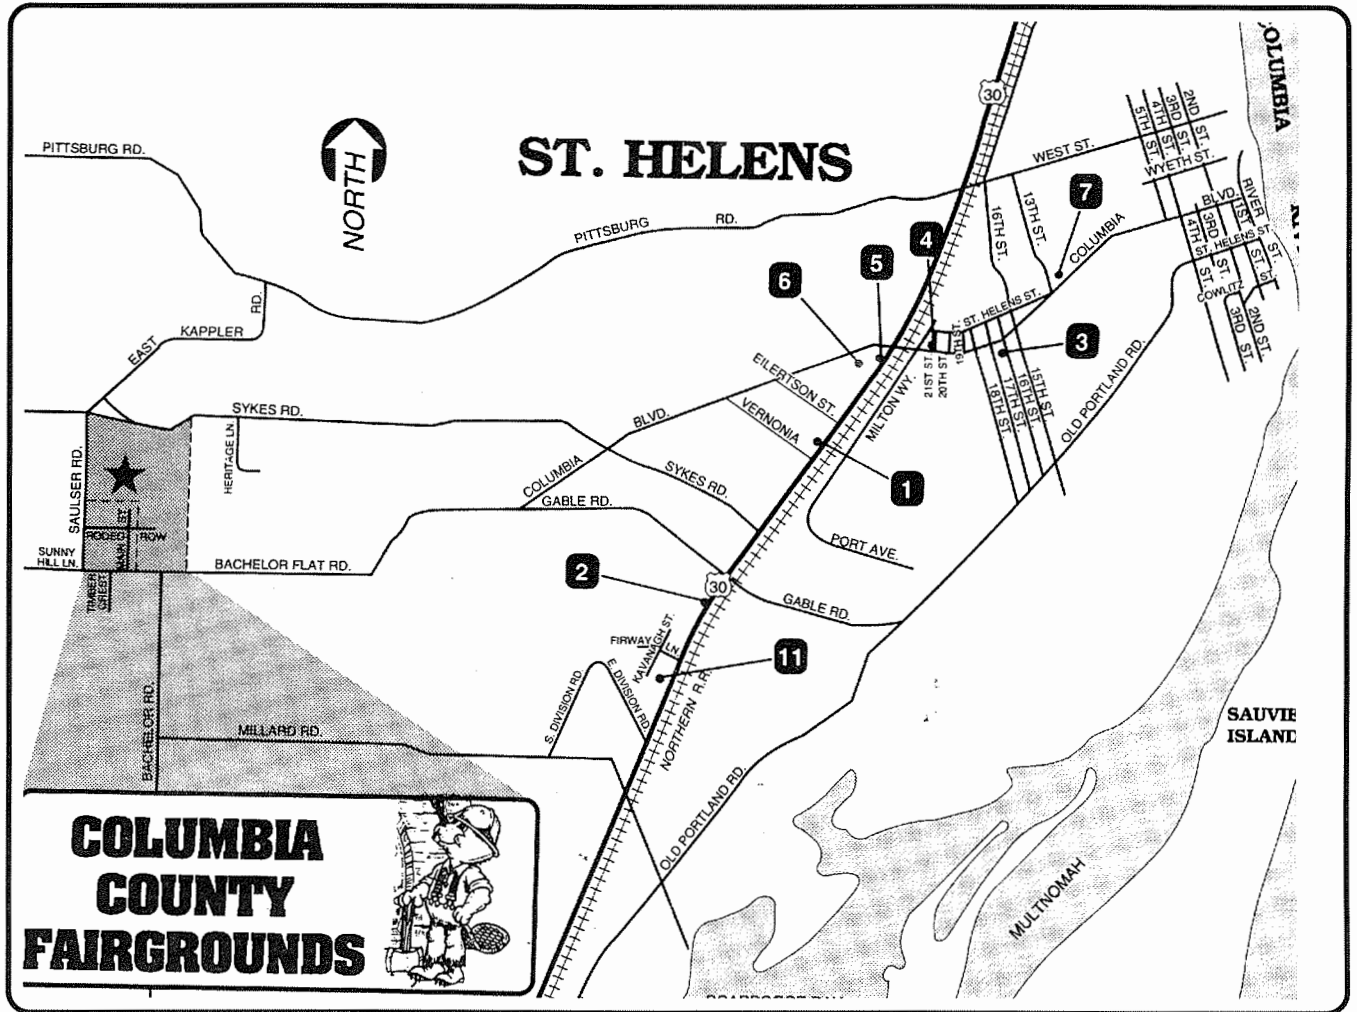 COLUMBIA
30
5TH ST.
4TH ST.
3RD ST.
2ND ST.
WEST ST.
WYETH ST.
PITTSBURG RD.
NORTH
ST. HELENS
7
13TH ST.
16TH ST.
COLUMBIA
BLVD.
RIVER ST.
1ST ST.
3RD ST.
4TH ST.
ST. HELENS ST.
COWLITZ ST.
3RD ST.
2ND ST.
PITTSBURG RD.
4
5
6
EAST KAPPLER RD.
ST. HELENS ST.
19TH ST.
21ST ST.
20TH ST.
3
15TH ST.
16TH ST.
17TH ST.
18TH ST.
OLD PORTLAND RD.
EILERTSON ST.
VERNONIA
MILTON WY.
SYKES RD.
HERITAGE LN.
COLUMBIA BLVD.
SYKES RD.
GABLE RD.
1
SAULSER RD.
RODEO ROW
MAIN ST
SUNNY
HILL LN.
TIMBER
CREST
BACHELOR FLAT RD.
PORT AVE.
2
30
GABLE RD.
FIRWAY LN.
KAVANAGH ST.
11
S. DIVISION RD.
E. DIVISION RD.
NORTHERN R.R.
BACHELOR RD.
MILLARD RD.
SAUVIE
ISLAND
OLD PORTLAND RD.
MULTNOMAH
COLUMBIA
COUNTY
FAIRGROUNDS